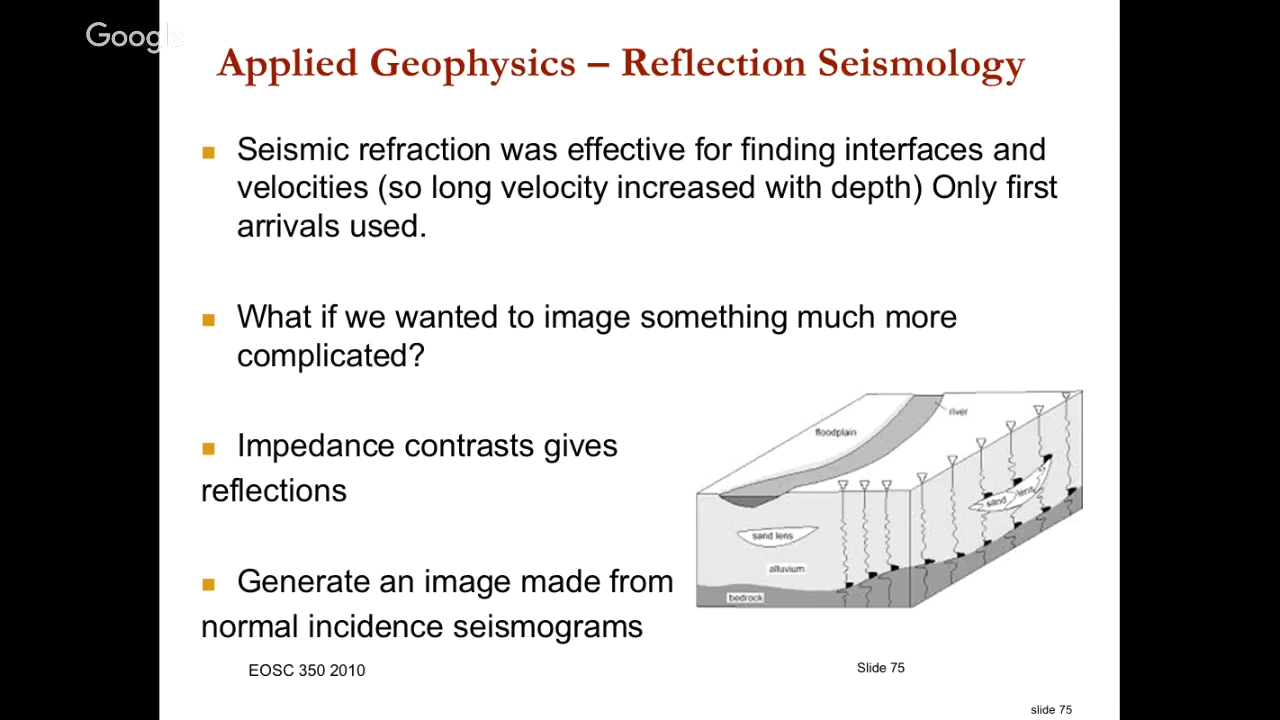 Google
Applied Geophysics – Reflection Seismology
Seismic refraction was effective for finding interfaces and
velocities (so long velocity increased with depth) Only first
arrivals used.
What if we wanted to image something much more
complicated?
Impedance contrasts gives
reflections
Generate an image made from
normal incidence seismograms
river
floodplain
sand lens
sand lens
alluvium
bedrock
EOSC 350 2010
Slide 75
slide 75